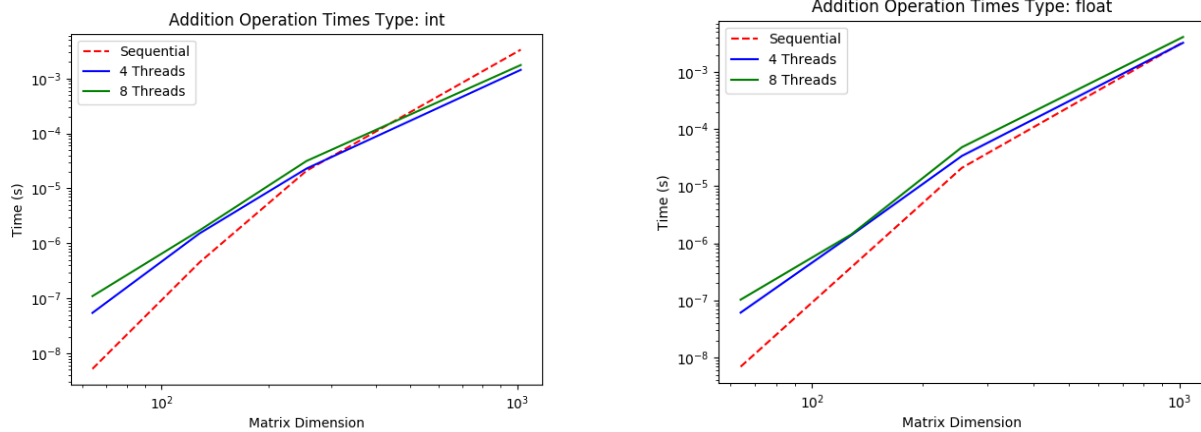 Addition Operation Times Type: int
Sequential
4 Threads
8 Threads
10⁻³
10⁻⁴
10⁻⁵
10⁻⁶
10⁻⁷
10⁻⁸
Time (s)
10²
10³
Matrix Dimension
Addition Operation Times Type: float
Sequential
4 Threads
8 Threads
10⁻³
10⁻⁴
10⁻⁵
10⁻⁶
10⁻⁷
10⁻⁸
Time (s)
10²
10³
Matrix Dimension